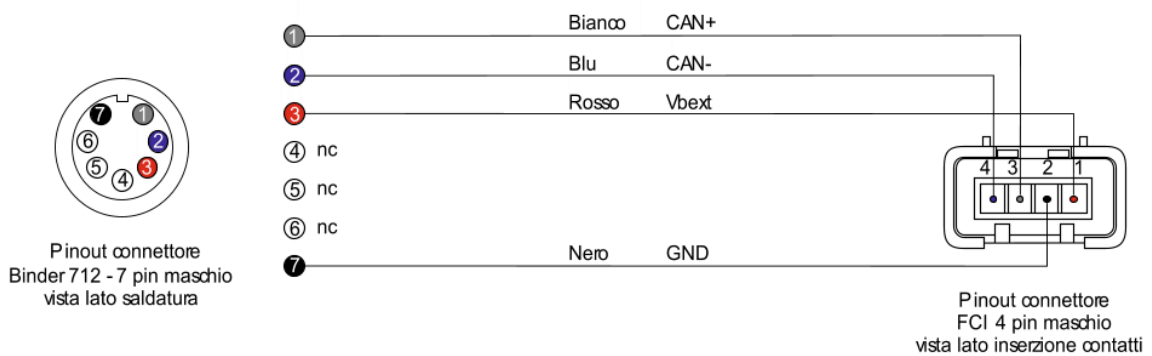 1 Bianco CAN+
2 Blu CAN-
3 Rosso Vbext
4 nc
5 nc
6 nc
7 Nero GND
7 1
6 2
5 3
4
Pinout connettore
Binder 712 - 7 pin maschio
vista lato saldatura
4 3 2 1
Pinout connettore
FCI 4 pin maschio
vista lato inserzione contatti